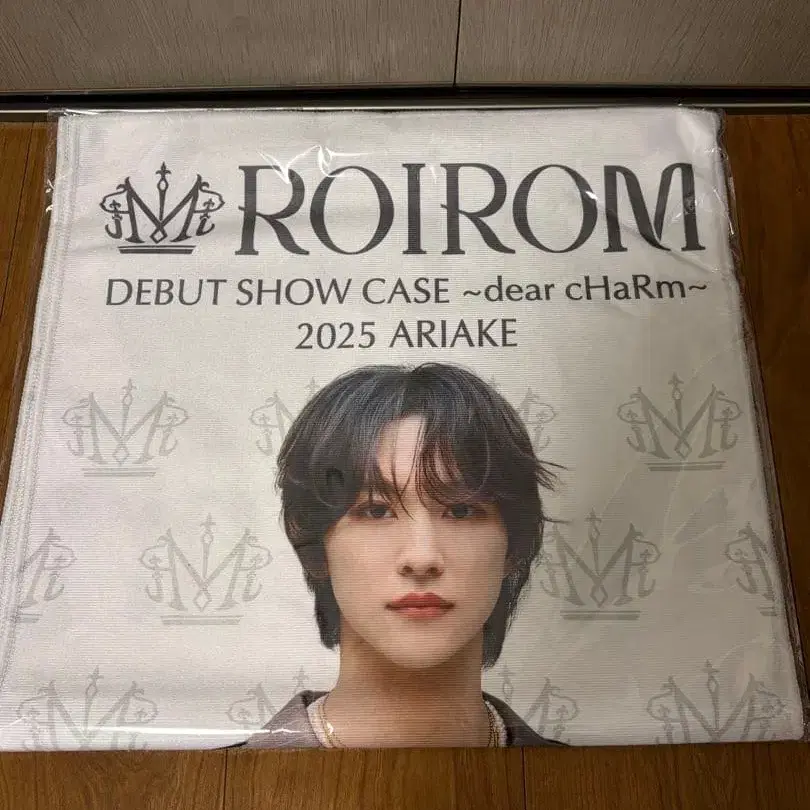 ROIROM
DEBUT SHOW CASE ~dear cHaRm~
2025 ARIAKE